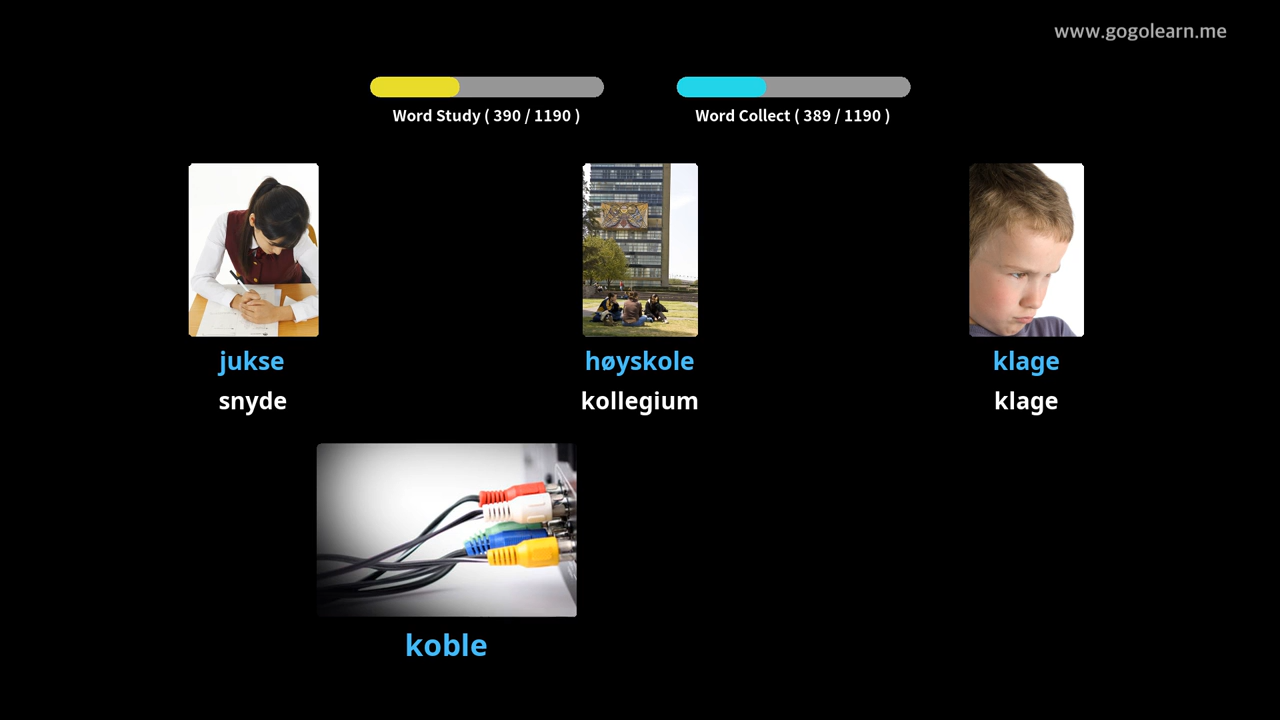 www.gogolearn.me
Word Study ( 390 / 1190 )
Word Collect ( 389 / 1190 )
jukse
høyskole
klage
snyde
kollegium
klage
koble